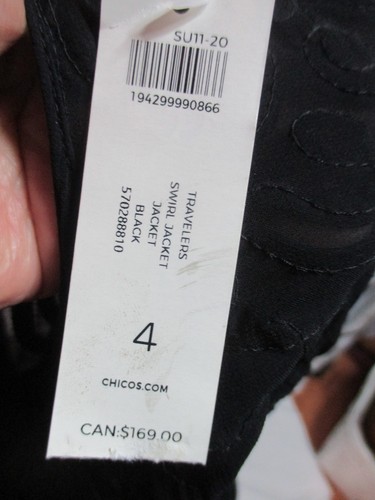 SU11-20
194299990866
TRAVELERS
SWIRL JACKET
JACKET
BLACK
570288810
4
CHICOS.COM
CAN:$169.00